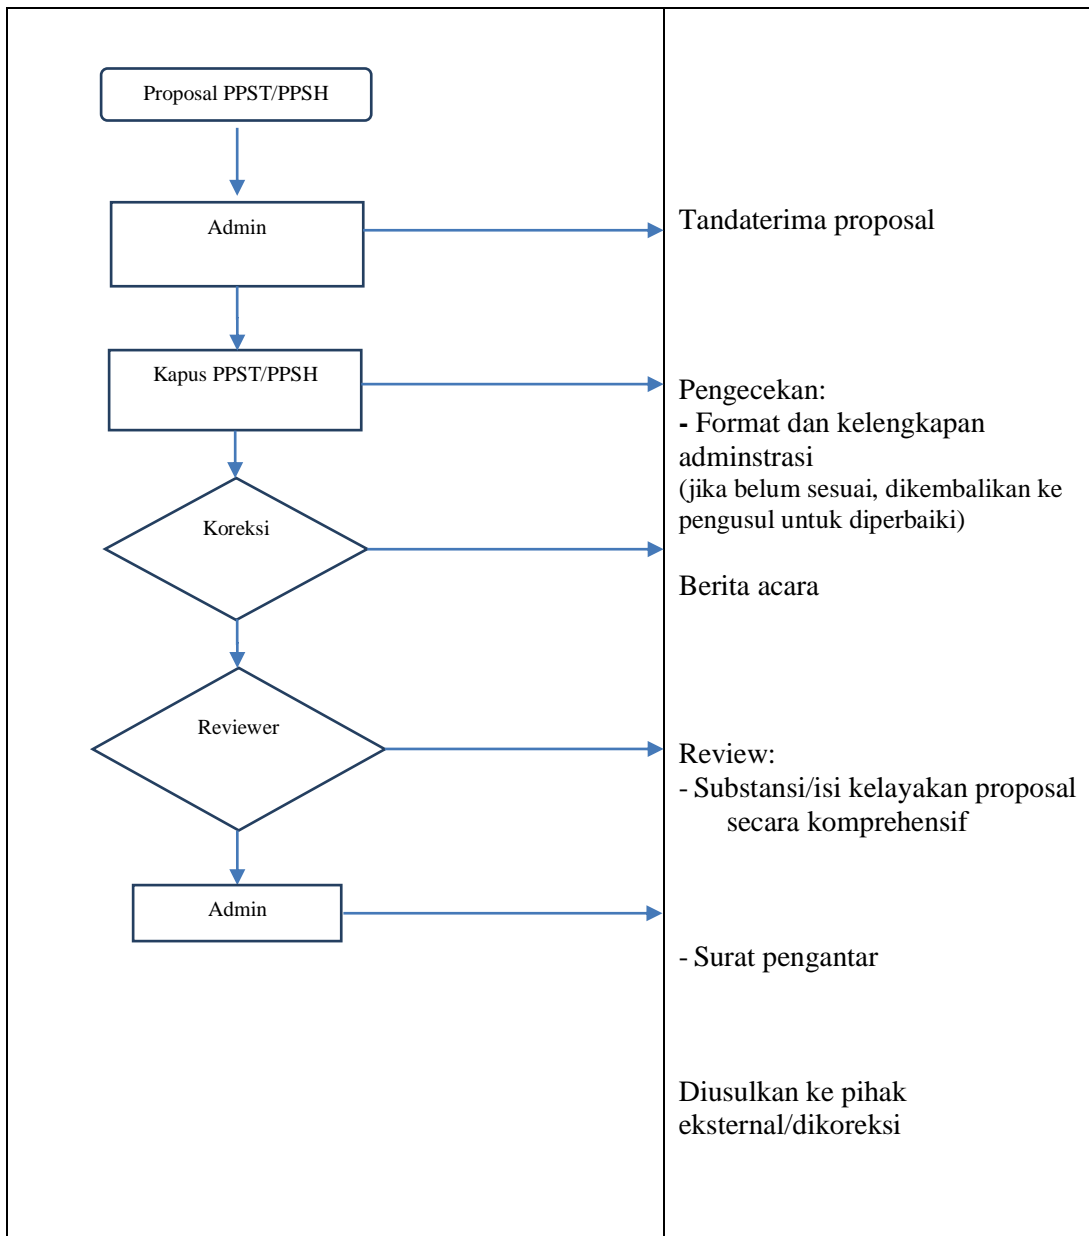 Proposal PPST/PPSH
Admin
Tandaterima proposal
Kapus PPST/PPSH
Pengecekan:
- Format dan kelengkapan
adminstrasi
(jika belum sesuai, dikembalikan ke
pengusul untuk diperbaiki)
Koreksi
Berita acara
Reviewer
Review:
- Substansi/isi kelayakan proposal
secara komprehensif
Admin
- Surat pengantar
Diusulkan ke pihak
eksternal/dikoreksi